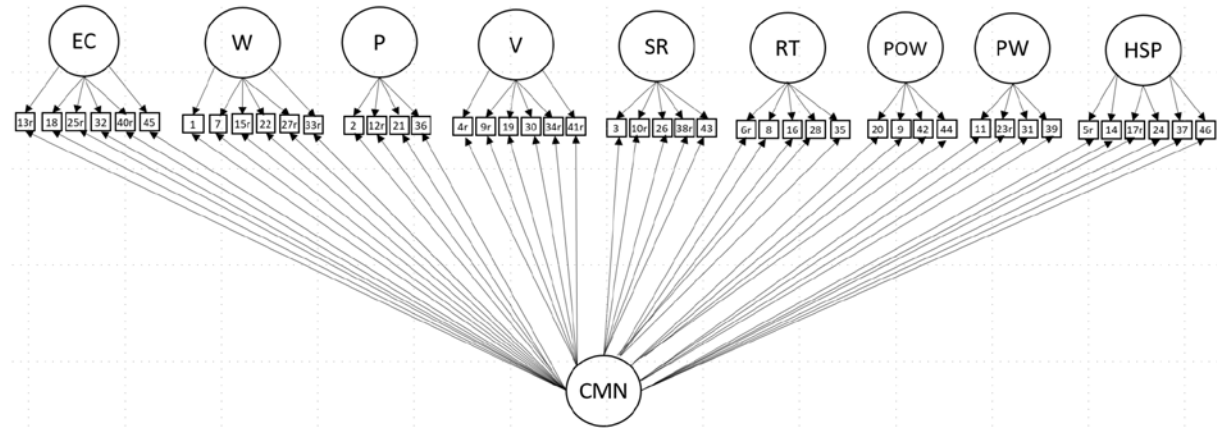 EC W P V SR RT POW PW HSP
13r 18 25r 32 40r 45 1 7 15r 22 27r 33r 2 12r 21 36 4r 9r 19 30 34r 41r 3 10r 26 38r 43 6r 8 16 28 35 20 9 42 44 11 23r 31 39 5r 14 17r 24 37 46
CMN